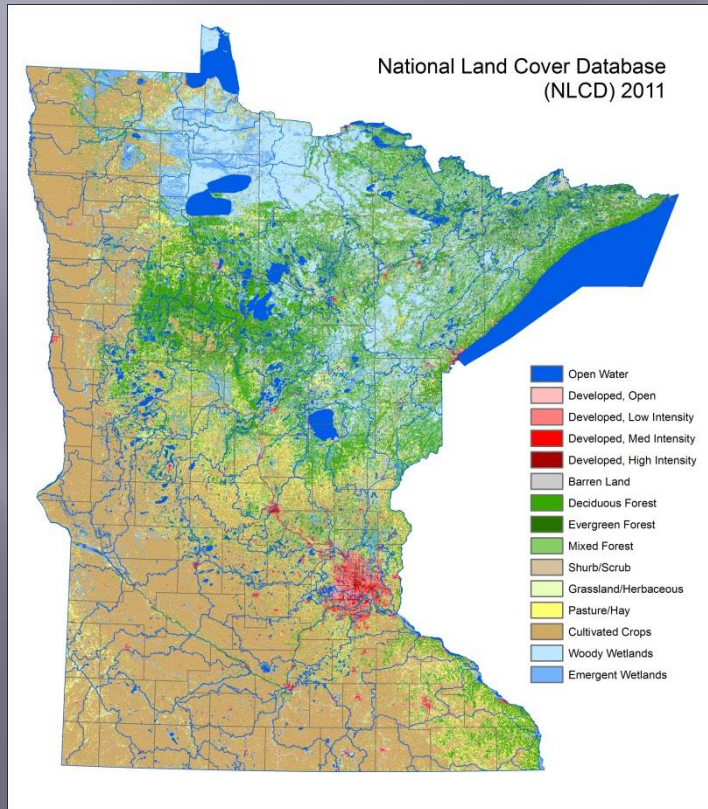 National Land Cover Database
(NLCD) 2011
Open Water
Developed, Open
Developed, Low Intensity
Developed, Med Intensity
Developed, High Intensity
Barren Land
Deciduous Forest
Evergreen Forest
Mixed Forest
Shurb/Scrub
Grassland/Herbaceous
Pasture/Hay
Cultivated Crops
Woody Wetlands
Emergent Wetlands